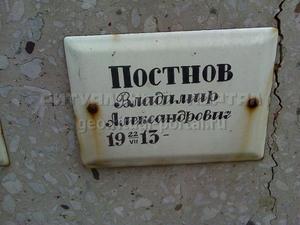 ПОСТНОВ
Владимир
Александрович
19 22/VII 13-